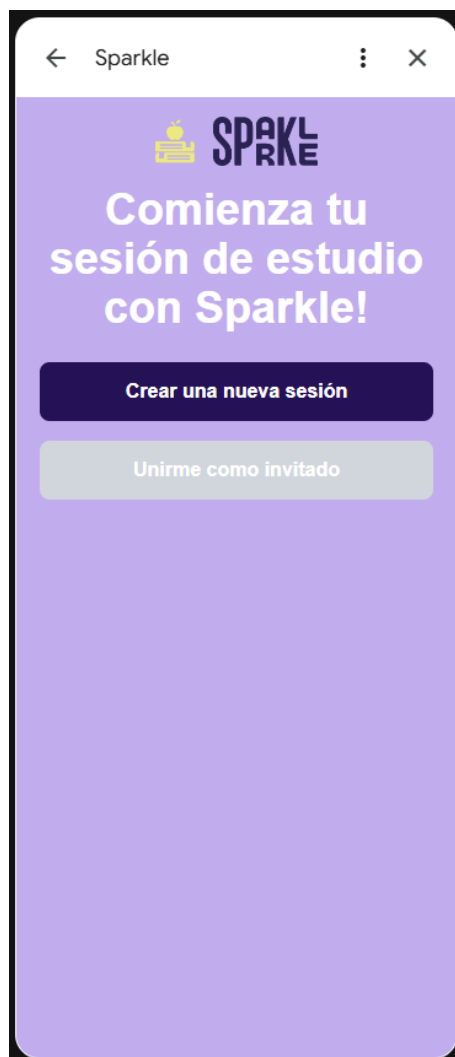 Sparkle
SPARKLE
Comienza tu
sesión de estudio
con Sparkle!
Crear una nueva sesión
Unirme como invitado